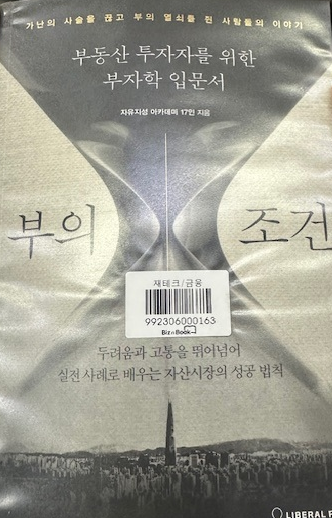 가난의 사슬을 끊고 부의 열쇠를 쥔 사람들의 이야기
부동산 투자자를 위한
부자학 입문서
자유지성 아카데미 17인 지음
부의 조건
재테크/금융
992306000163
Biz n Book
두려움과 고통을 뛰어넘어
실전 사례로 배우는 자산시장의 성공 법칙
LIBERAL